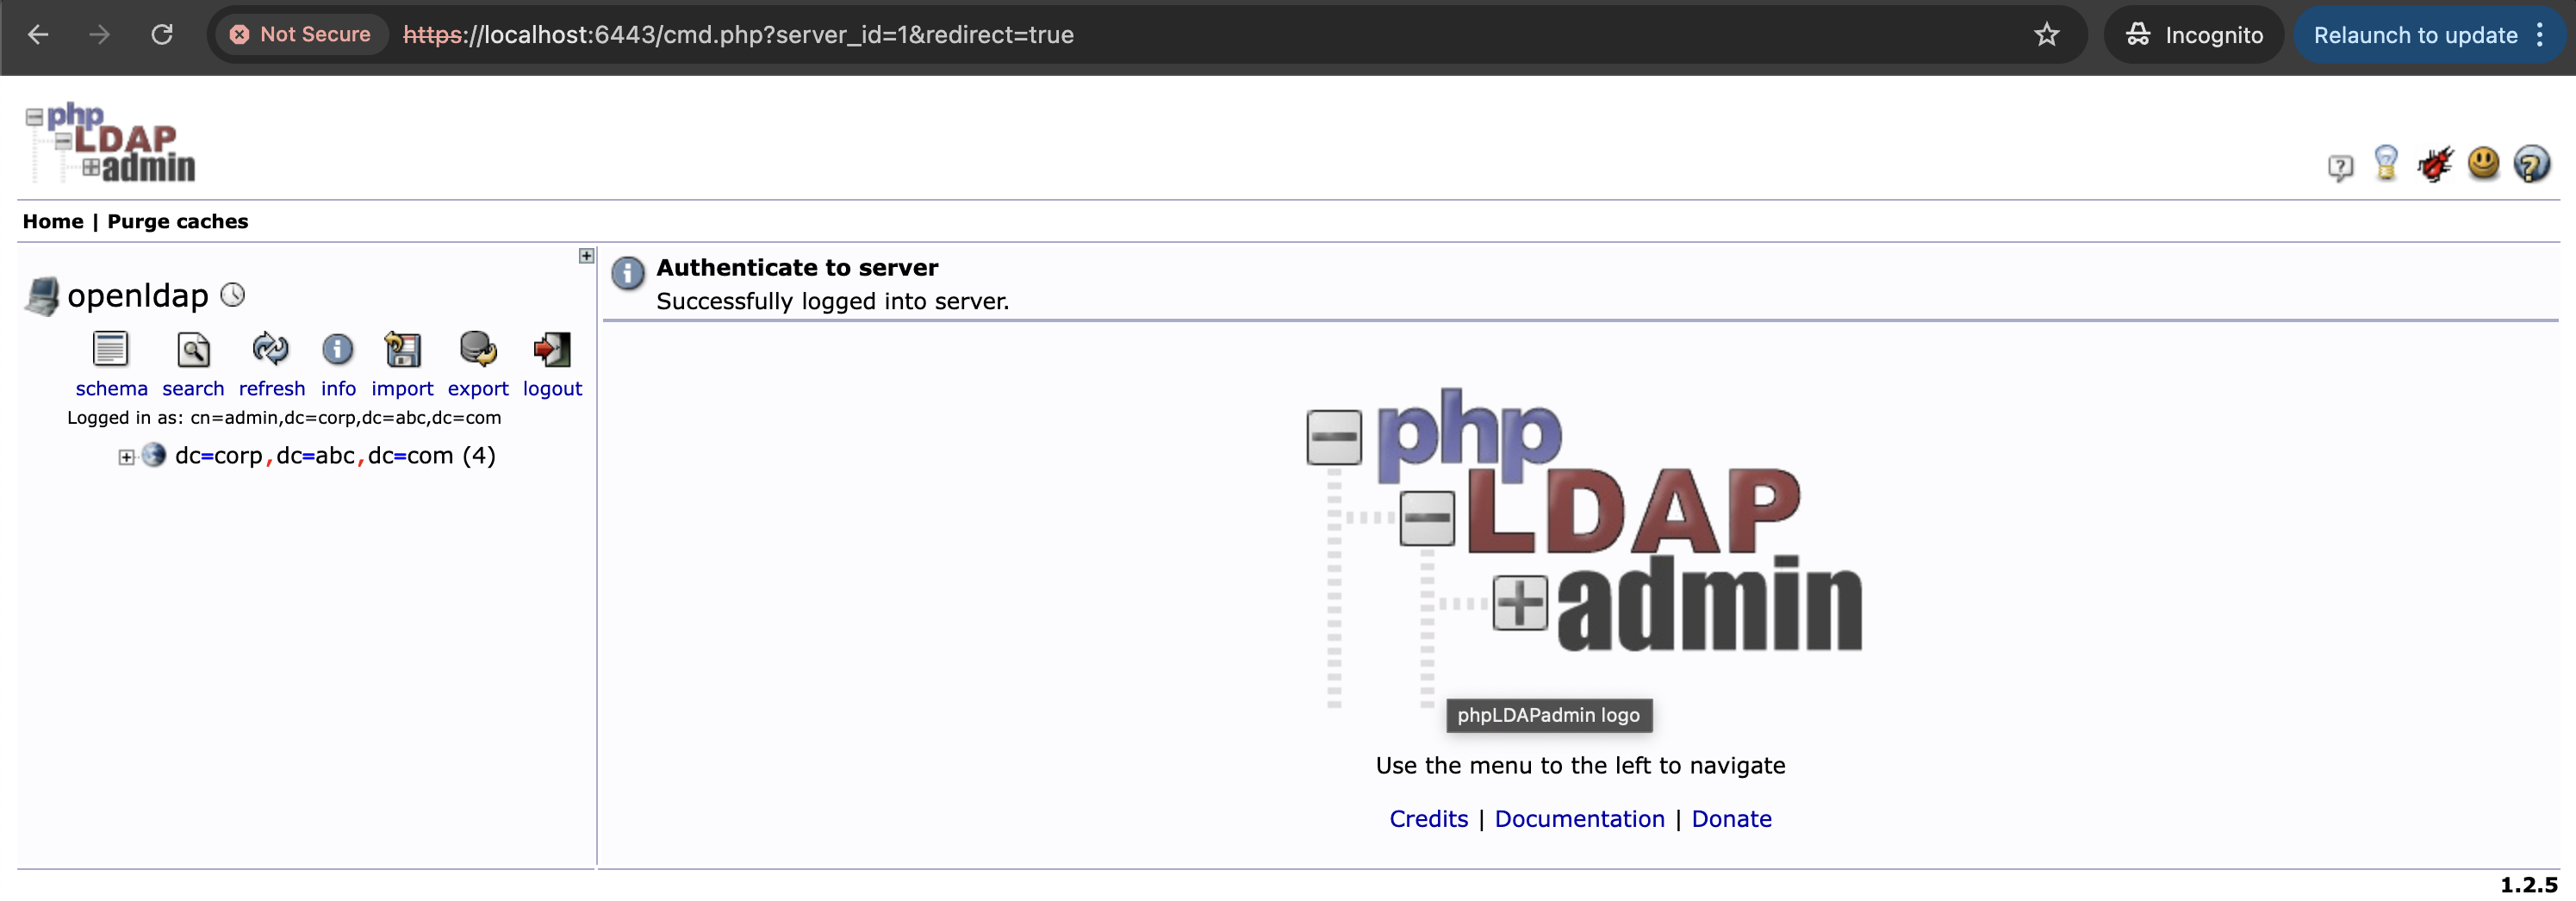 Not Secure https://localhost:6443/cmd.php?server_id=1&redirect=true Incognito Relaunch to update
php
LDAP
admin
Home | Purge caches
openldap
schema search refresh info import export logout
Logged in as: cn=admin,dc=corp,dc=abc,dc=com
dc=corp,dc=abc,dc=com (4)
Authenticate to server
Successfully logged into server.
php
LDAP
admin
phpLDAPadmin logo
Use the menu to the left to navigate
Credits | Documentation | Donate
1.2.5